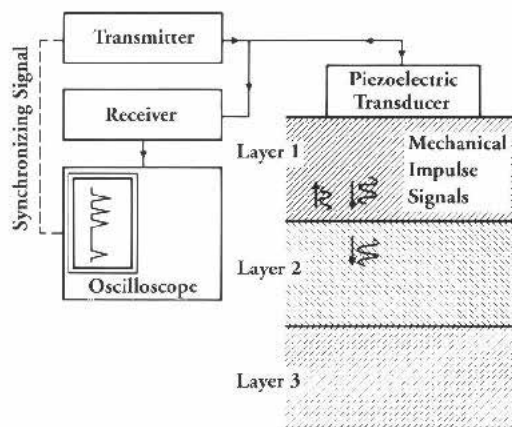 Transmitter
Synchronizing Signal
Receiver
Oscilloscope
Piezoelectric
Transducer
Layer 1
Mechanical
Impulse
Signals
Layer 2
Layer 3